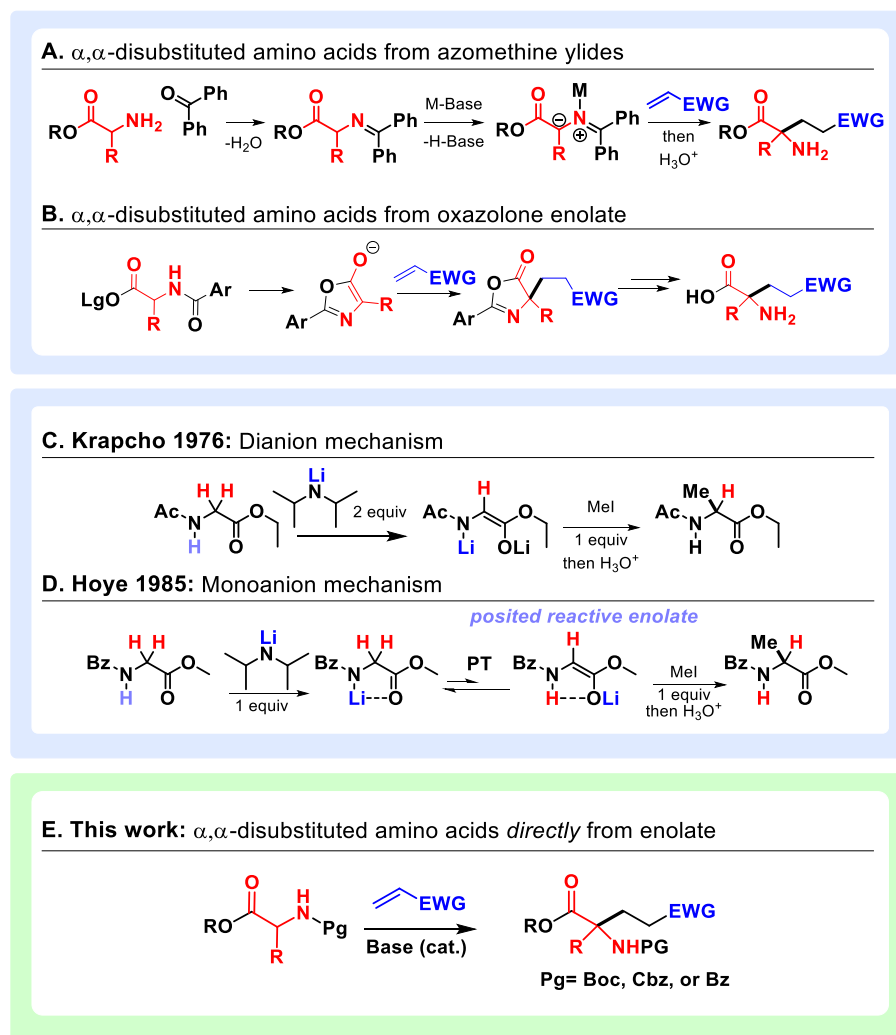 A. α,α-disubstituted amino acids from azomethine ylides
O
RO
NH₂
R
O
Ph
Ph
-H₂O
O
RO
N
Ph
R
Ph
M-Base
-H-Base
M
O
⊖
N
Ph
RO
⊕
R
Ph
EWG
then
H₃O⁺
O
RO
EWG
R
NH₂
B. α,α-disubstituted amino acids from oxazolone enolate
O
H
LgO
N
Ar
R
O
O ⊖
O
R
Ar
N
EWG
O
O
EWG
Ar
N
R
O
HO
EWG
R
NH₂
C. Krapcho 1976: Dianion mechanism
H H
Ac
N
O
H
O
Li
N
2 equiv
H
Ac
N
O
Li
OLi
MeI
1 equiv
then H₃O⁺
Me H
Ac
N
O
H
O
D. Hoye 1985: Monoanion mechanism
posited reactive enolate
H H
Bz
N
O
H
O
Li
N
1 equiv
H H
Bz
N
O
Li
O
PT
H
Bz
N
O
H
OLi
MeI
1 equiv
then H₃O⁺
Me H
Bz
N
O
H
O
E. This work: α,α-disubstituted amino acids directly from enolate
O
H
RO
N
Pg
R
EWG
Base (cat.)
O
RO
EWG
R
NHPG
Pg= Boc, Cbz, or Bz